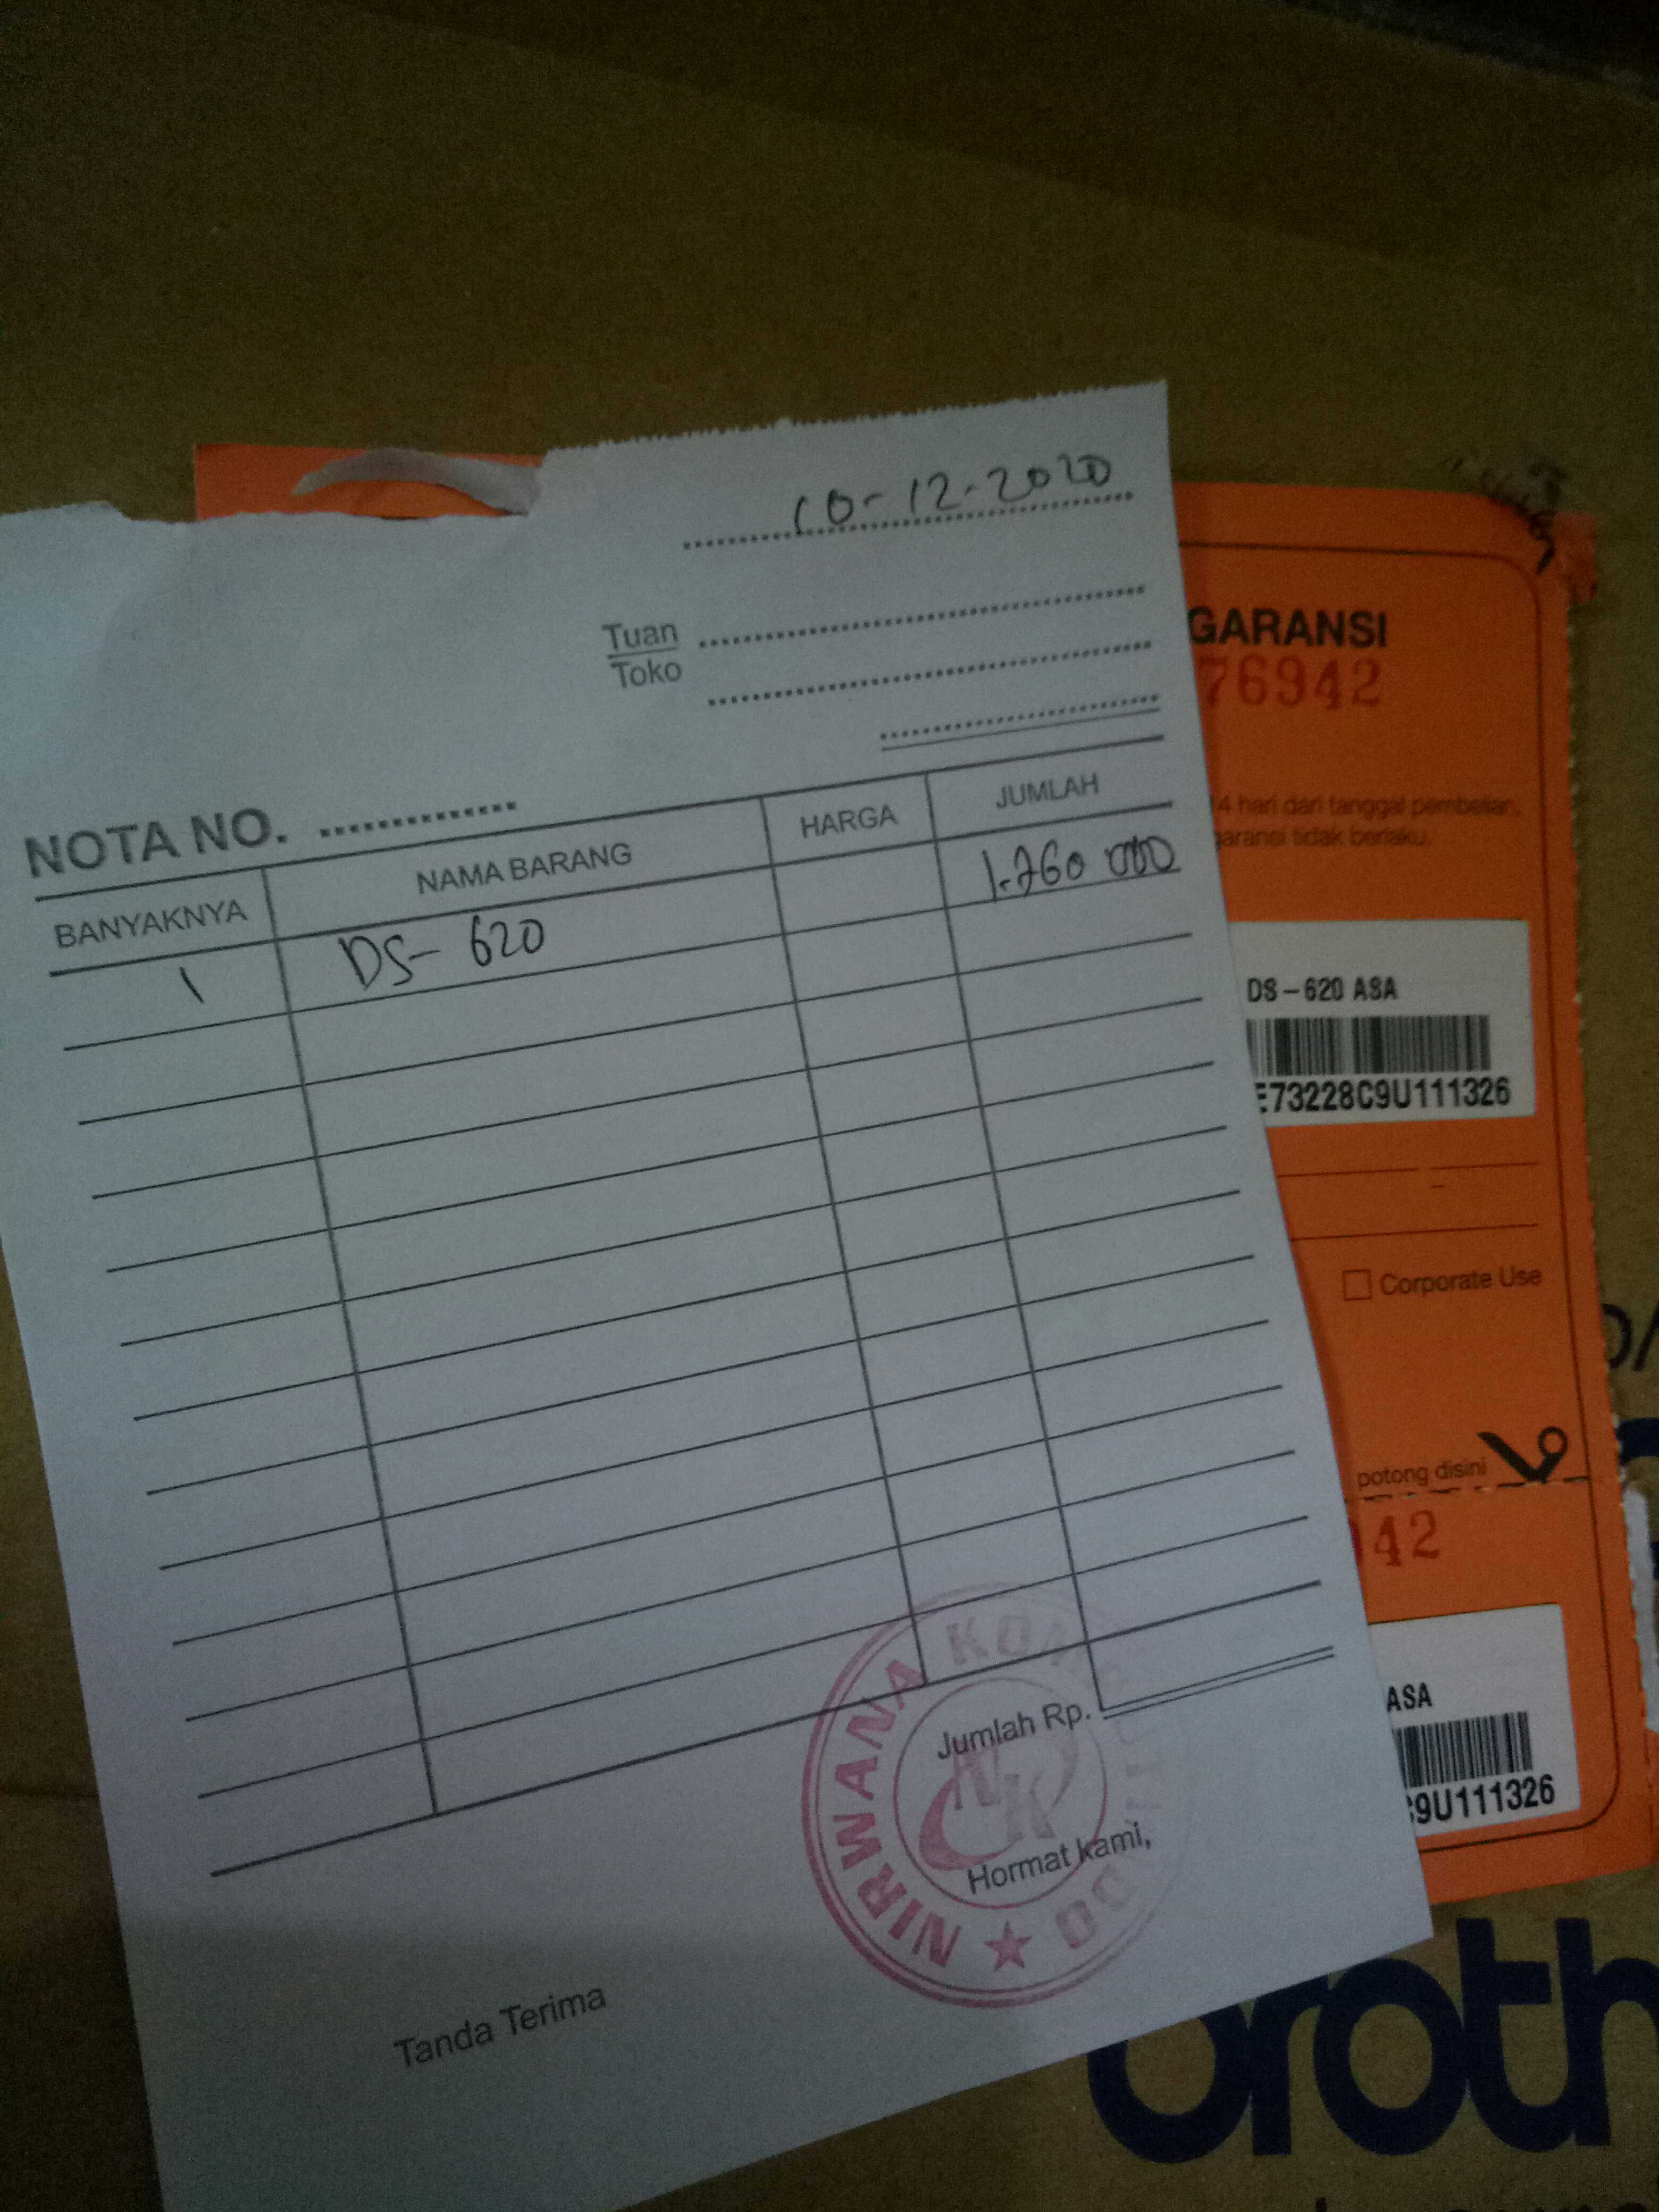 10-12-2020
Tuan
Toko
NOTA NO.
BANYAKNYA NAMA BARANG HARGA JUMLAH
1 DS-620 1.760 000
Jumlah Rp.
Hormat kami,
Tanda Terima
NIRWANA
NK
GARANSI
76942
14 hari dari tanggal pembelian.
garansi tidak berlaku.
DS-620 ASA
E73228C9U111326
Corporate Use
potong disini
942
ASA
C9U111326
broth